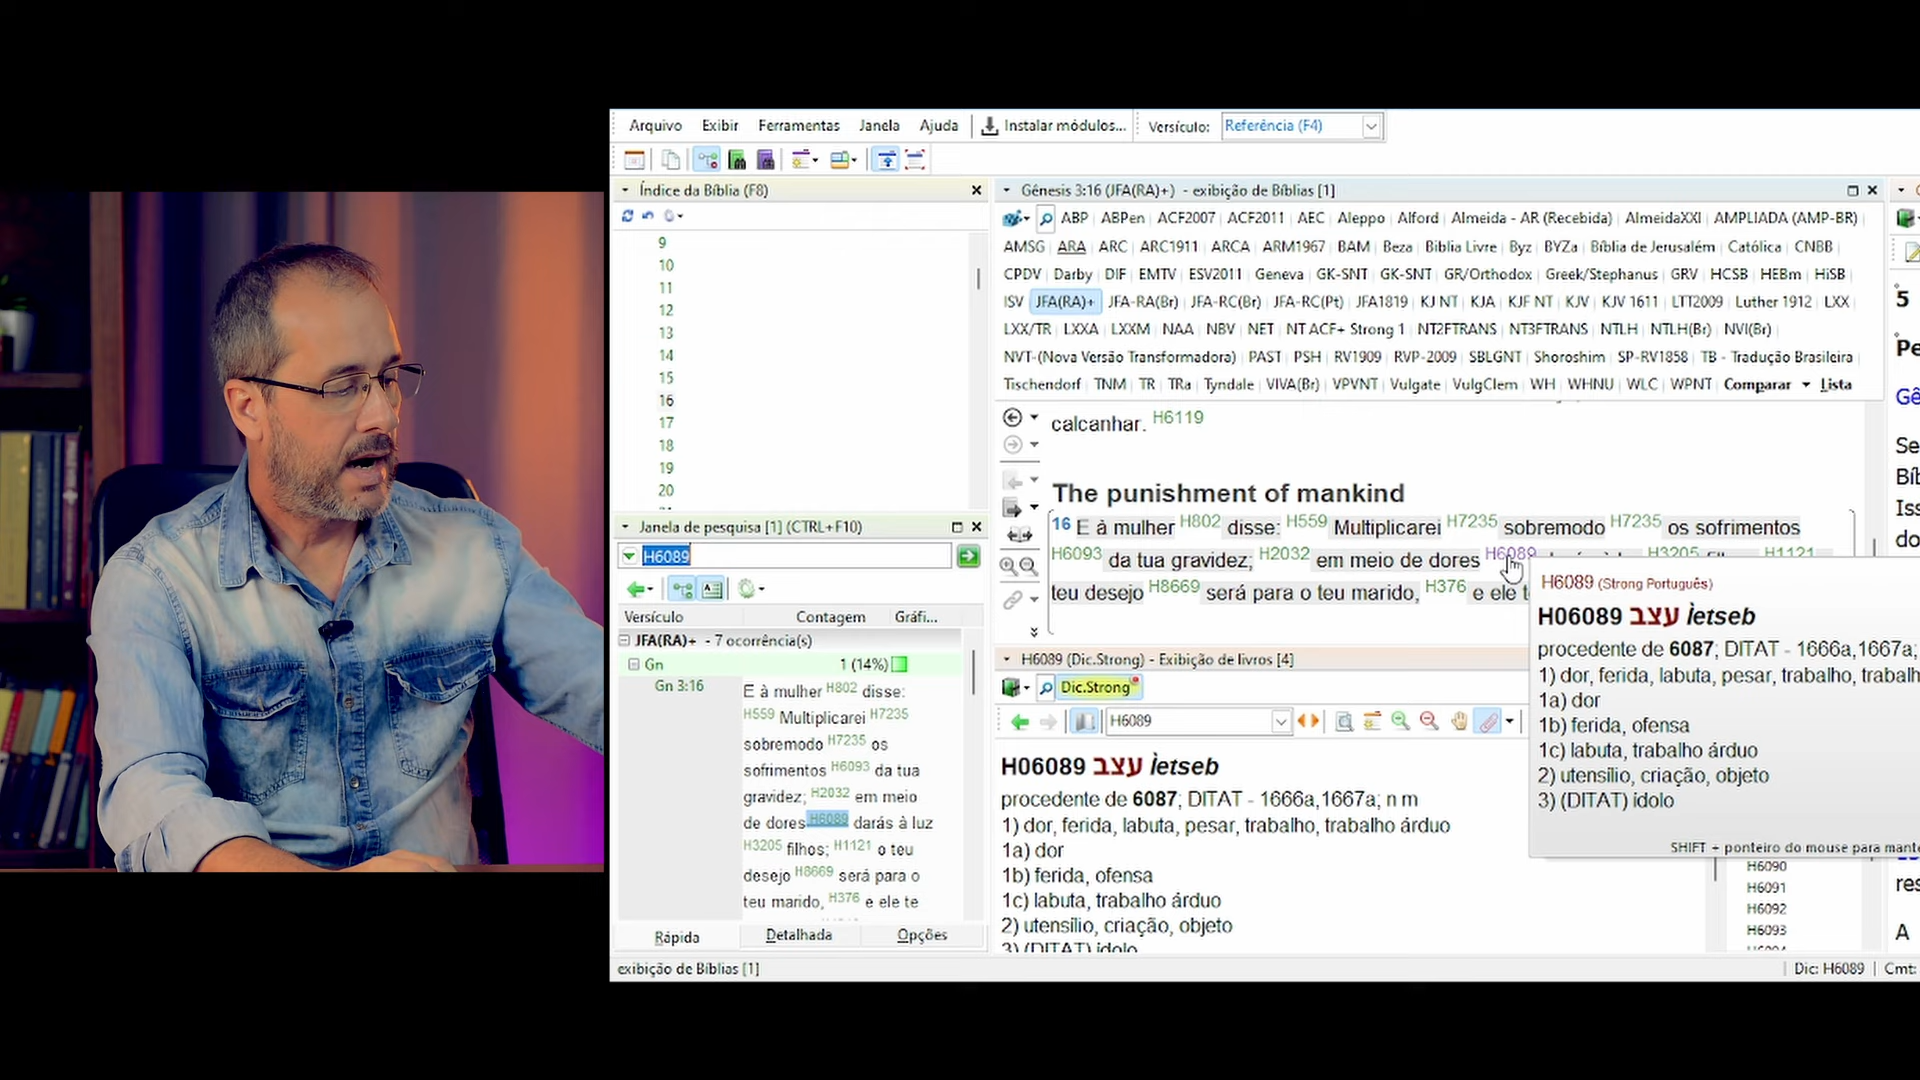 Arquivo Exibir Ferramentas Janela Ajuda Instalar módulos... Versículo: Referência (F4)
Índice da Bíblia (F8)
9
10
11
12
13
14
15
16
17
18
19
20
Janela de pesquisa [1] (CTRL+F10)
H6089
Versículo Contagem Gráfi...
JFA(RA)+ - 7 ocorrência(s)
Gn 1 (14%)
Gn 3:16
E à mulher H802 disse:
H559 Multiplicarei H7235
sobremodo H7235 os
sofrimentos H6093 da tua
gravidez; H2032 em meio
de dores H6089 darás à luz
H3205 filhos; H1121 o teu
desejo H8669 será para o
teu marido, H376 e ele te
Rápida Detalhada Opções
exibição de Bíblias [1]
Gênesis 3:16 (JFA(RA)+) - exibição de Bíblias [1]
ABP ABPen ACF2007 ACF2011 AEC Aleppo Alford Almeida - AR (Recebida) AlmeidaXXI AMPLIADA (AMP-BR)
AMSG ARA ARC ARC1911 ARCA ARM1967 BAM Beza Biblia Livre Byz BYZa Bíblia de Jerusalém Católica CNBB
CPDV Darby DIF EMTV ESV2011 Geneva GK-SNT GK-SNT GR/Orthodox Greek/Stephanus GRV HCSB HEBm HiSB
ISV JFA(RA)+ JFA-RA(Br) JFA-RC(Br) JFA-RC(Pt) JFA1819 KJ NT KJA KJF NT KJV KJV 1611 LTT2009 Luther 1912 LXX
LXX/TR LXXA LXXM NAA NBV NET NT ACF+ Strong 1 NT2FTRANS NT3FTRANS NTLH NTLH(Br) NVI(Br)
NVT-(Nova Versão Transformadora) PAST PSH RV1909 RVP-2009 SBLGNT Shoroshim SP-RV1858 TB - Tradução Brasileira
Tischendorf TNM TR TRa Tyndale VIVA(Br) VPVNT Vulgate VulgClem WH WHNU WLC WPNT Comparar Lista
calcanhar. H6119
The punishment of mankind
16 E à mulher H802 disse: H559 Multiplicarei H7235 sobremodo H7235 os sofrimentos
H6093 da tua gravidez; H2032 em meio de dores H6089 H3205 H1121
teu desejo H8669 será para o teu marido, H376 e ele t
H6089 (Strong Português)
H06089 עצב ̀etseb
procedente de 6087; DITAT - 1666a,1667a;
1) dor, ferida, labuta, pesar, trabalho, trabalh
1a) dor
1b) ferida, ofensa
1c) labuta, trabalho árduo
2) utensílio, criação, objeto
3) (DITAT) ídolo
SHIFT + ponteiro do mouse para mante
H6089 (Dic.Strong) - Exibição de livros [4]
Dic.Strong
H6089
H06089 עצב ̀etseb
procedente de 6087; DITAT - 1666a,1667a; n m
1) dor, ferida, labuta, pesar, trabalho, trabalho árduo
1a) dor
1b) ferida, ofensa
1c) labuta, trabalho árduo
2) utensílio, criação, objeto
3) (DITAT) ídolo
H6090
H6091
H6092
H6093
5
Pe
Gê
Se
Bíb
Iss
do
res
A
Dic: H6089 Cmt: